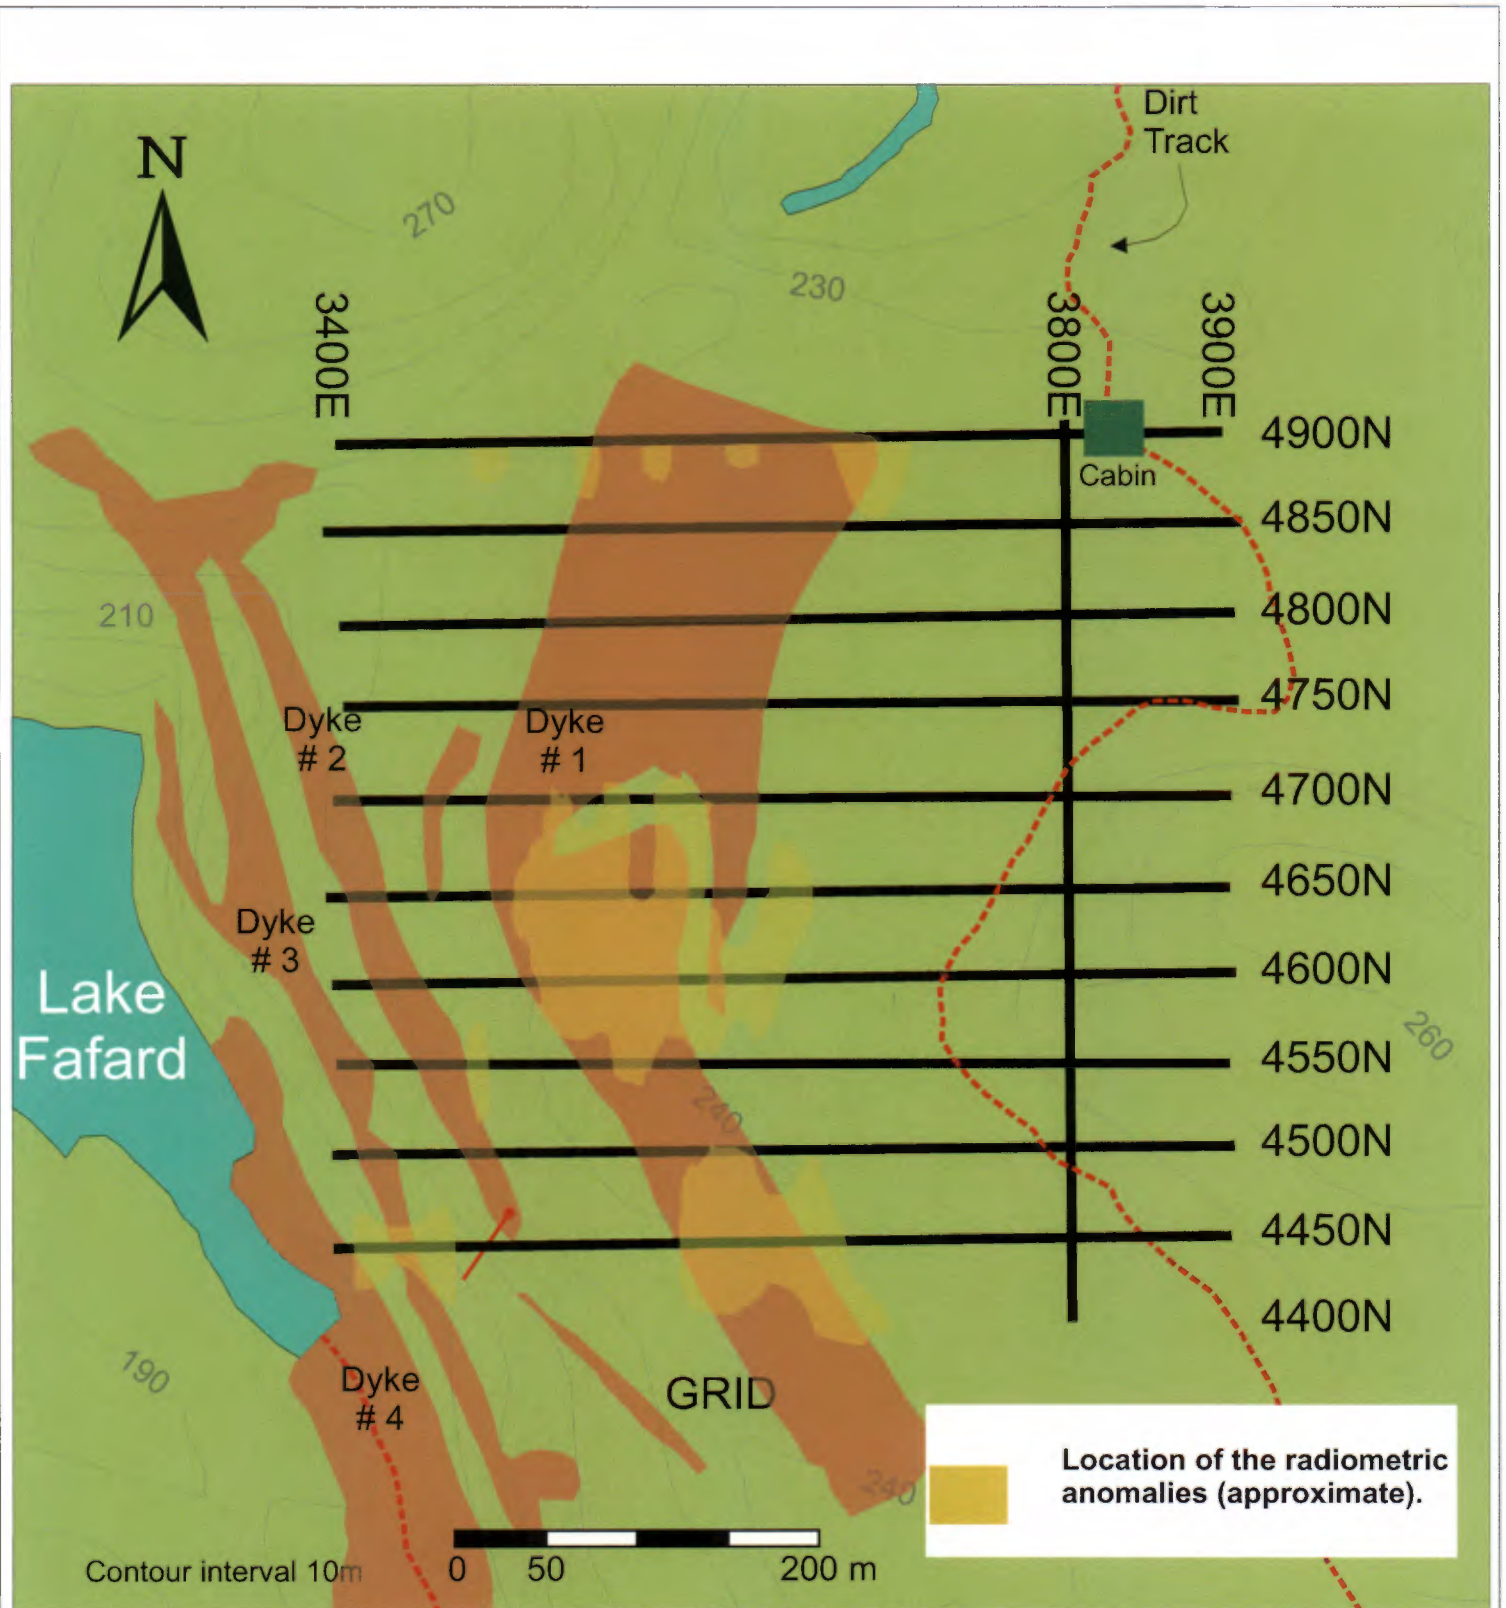 Dirt
Track
N
270
230
3400E
3800E
3900E
4900N
Cabin
4850N
4800N
210
4750N
Dyke
# 2
Dyke
# 1
4700N
4650N
Dyke
# 3
4600N
Lake
Fafard
260
4550N
240
4500N
4450N
4400N
190
Dyke
# 4
GRID
Location of the radiometric
anomalies (approximate).
240
Contour interval 10m
0 50 200 m